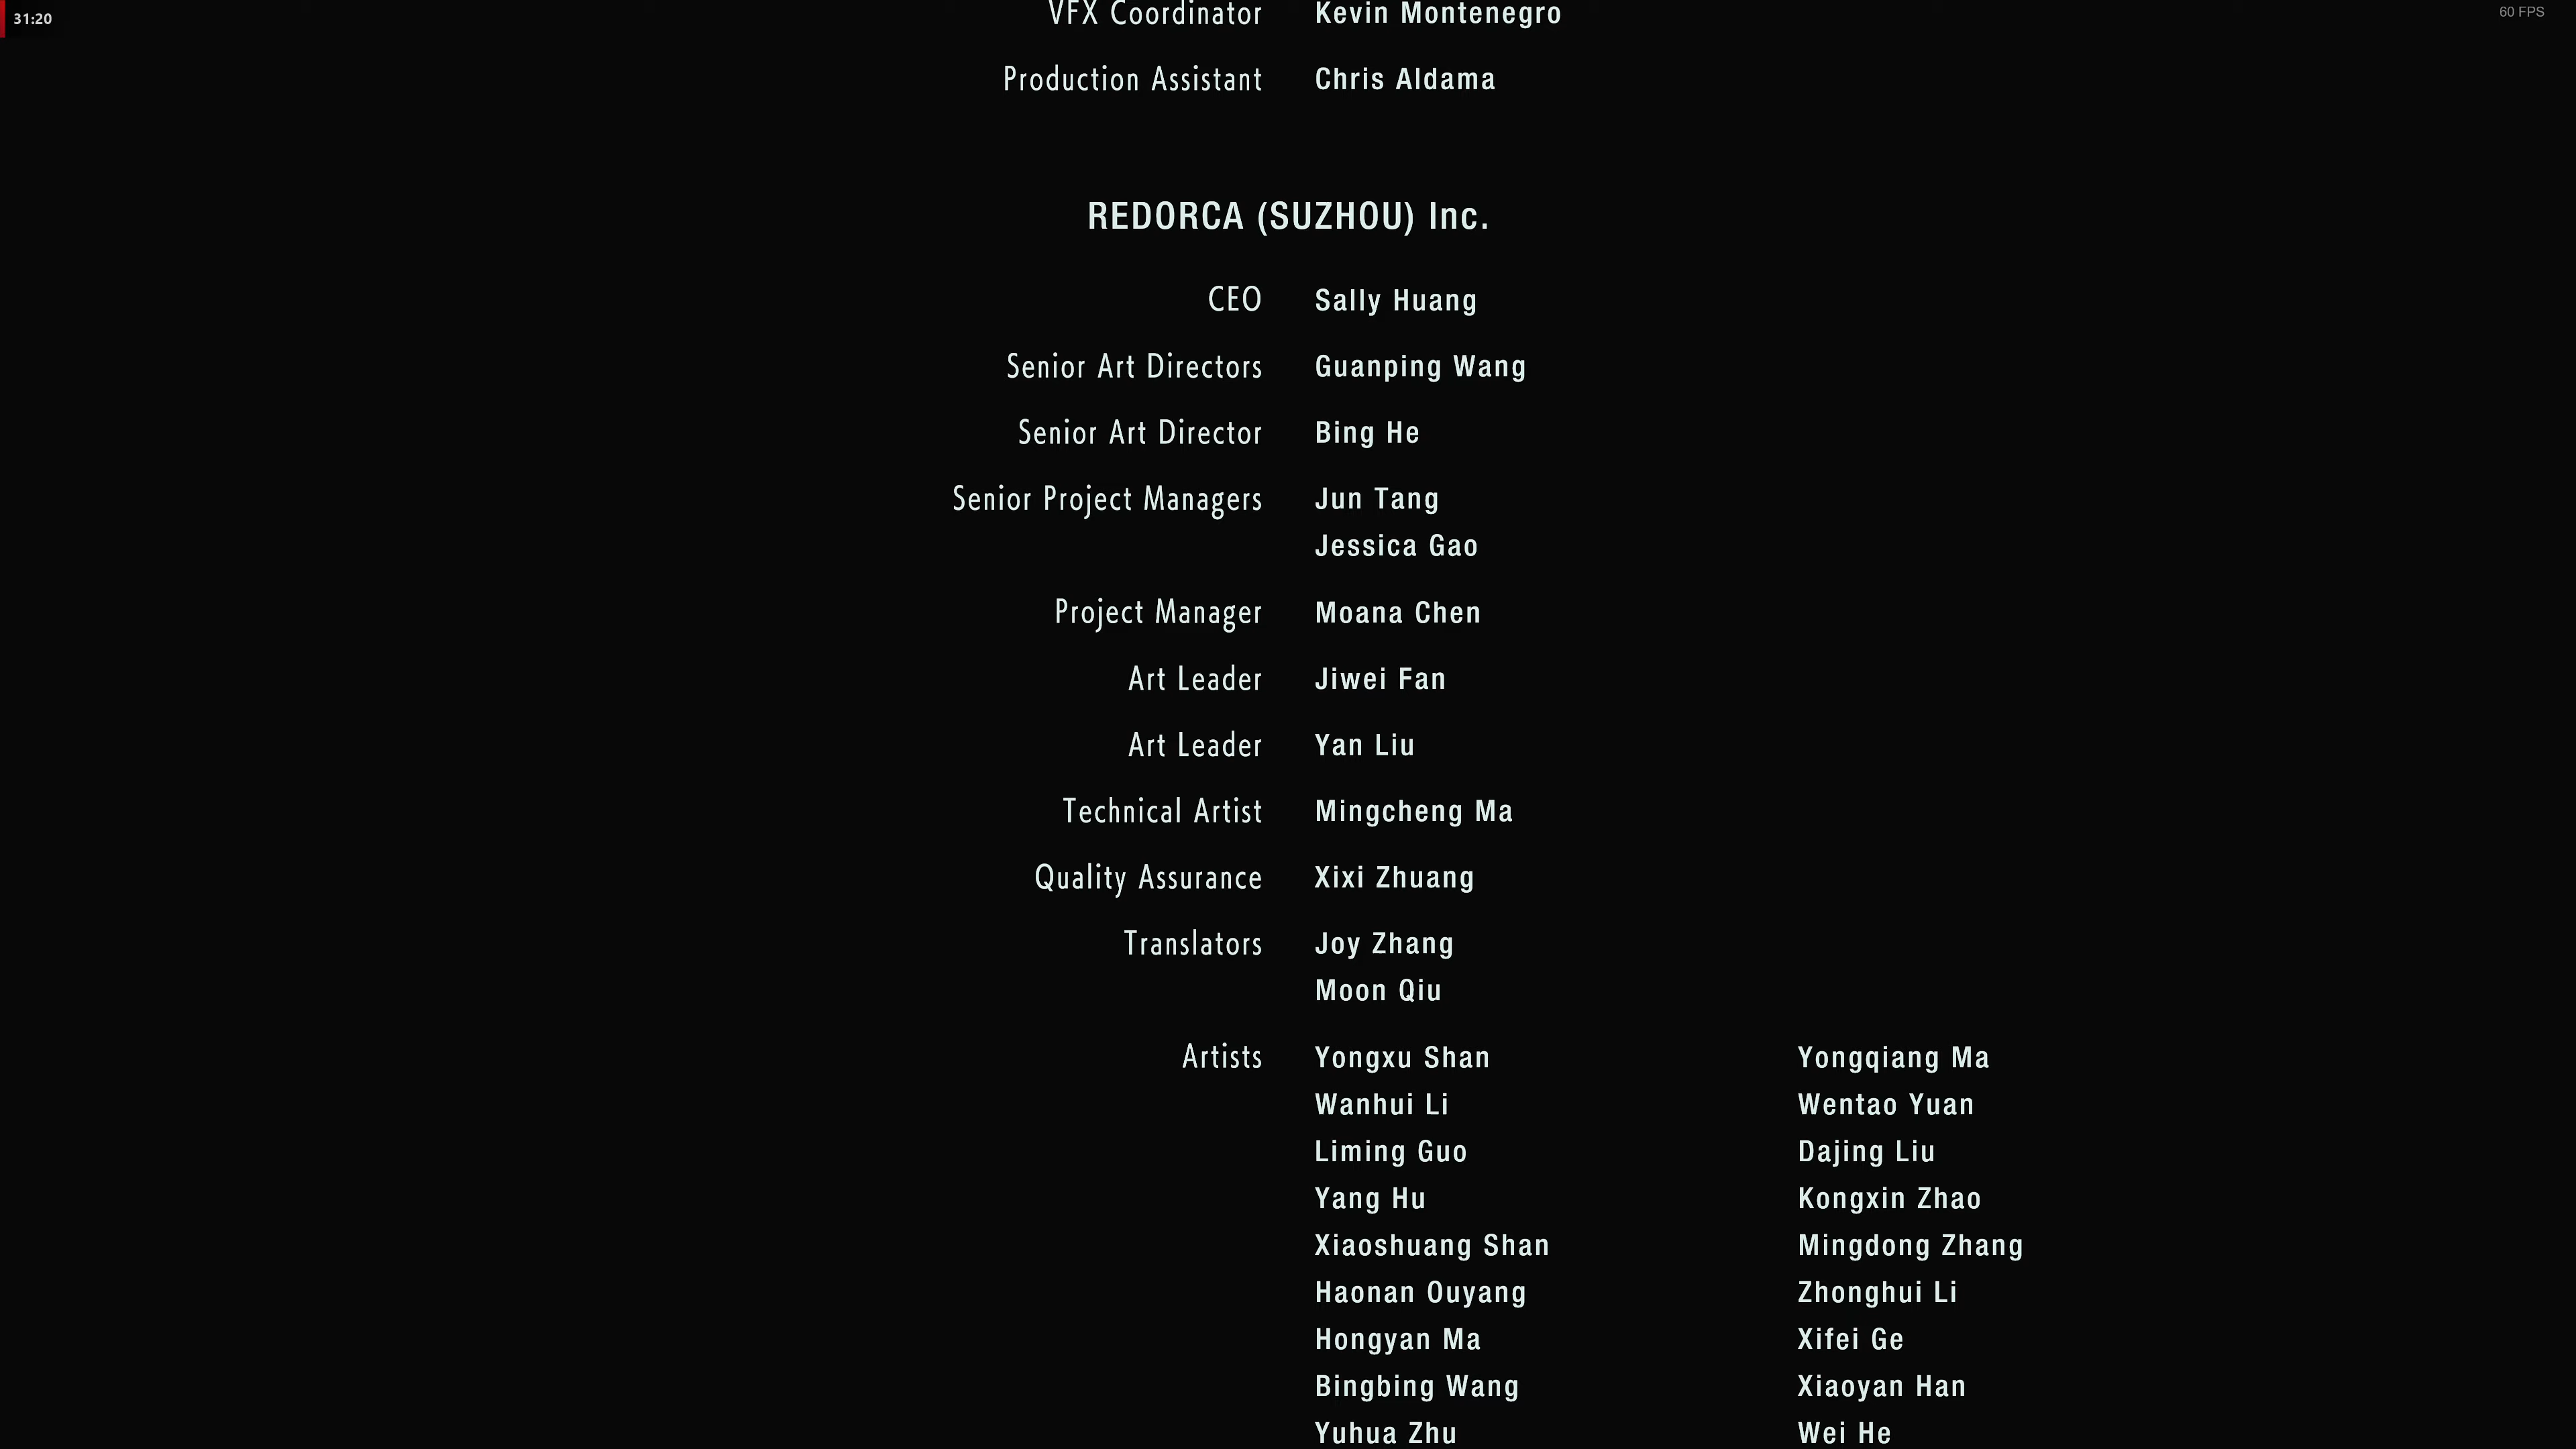 31:20
60 FPS
VFX Coordinator Kevin Montenegro
Production Assistant Chris Aldama
REDORCA (SUZHOU) Inc.
CEO Sally Huang
Senior Art Directors Guanping Wang
Senior Art Director Bing He
Senior Project Managers Jun Tang
Jessica Gao
Project Manager Moana Chen
Art Leader Jiwei Fan
Art Leader Yan Liu
Technical Artist Mingcheng Ma
Quality Assurance Xixi Zhuang
Translators Joy Zhang
Moon Qiu
Artists Yongxu Shan Yongqiang Ma
Wanhui Li Wentao Yuan
Liming Guo Dajing Liu
Yang Hu Kongxin Zhao
Xiaoshuang Shan Mingdong Zhang
Haonan Ouyang Zhonghui Li
Hongyan Ma Xifei Ge
Bingbing Wang Xiaoyan Han
Yuhua Zhu Wei He